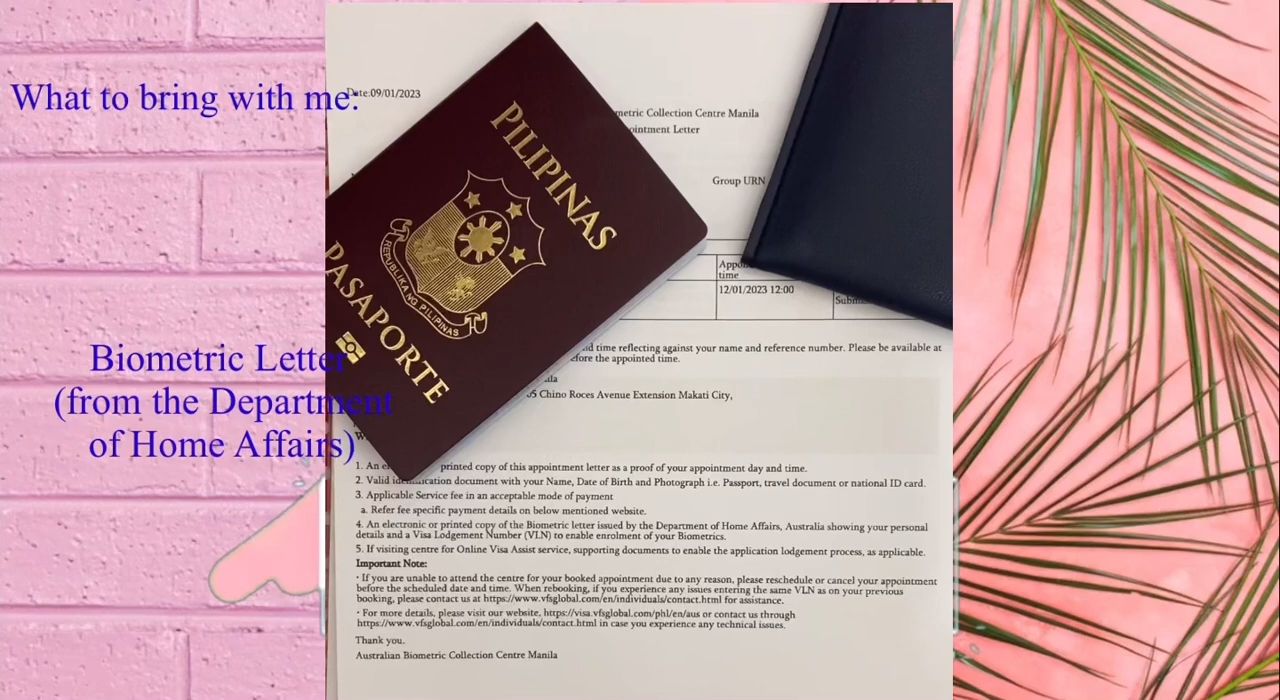 What to bring with me:
Biometric Letter
(from the Department
of Home Affairs)
Date:09/01/2023
Biometric Collection Centre Manila
Appointment Letter
Group URN
time
12/01/2023 12:00
PILIPINAS
REPUBLIKA NG PILIPINAS
PASAPORTE
time reflecting against your name and reference number. Please be available at
before the appointed time.
Chino Roces Avenue Extension Makati City,
1. An printed copy of this appointment letter as a proof of your appointment day and time.
2. Valid identification document with your Name, Date of Birth and Photograph i.e. Passport, travel document or national ID card.
3. Applicable Service fee in an acceptable mode of payment
a. Refer fee specific payment details on below mentioned website.
4. An electronic or printed copy of the Biometric letter issued by the Department of Home Affairs, Australia showing your personal
details and a Visa Lodgement Number (VLN) to enable enrolment of your Biometrics.
5. If visiting centre for Online Visa Assist service, supporting documents to enable the application lodgement process, as applicable.
Important Note:
· If you are unable to attend the centre for your booked appointment due to any reason, please reschedule or cancel your appointment
before the scheduled date and time. When rebooking, if you experience any issues entering the same VLN as on your previous
booking, please contact us at https://www.vfsglobal.com/en/individuals/contact.html for assistance.
· For more details, please visit our website, https://visa.vfsglobal.com/phl/en/aus or contact us through
https://www.vfsglobal.com/en/individuals/contact.html in case you experience any technical issues.
Thank you.
Australian Biometric Collection Centre Manila